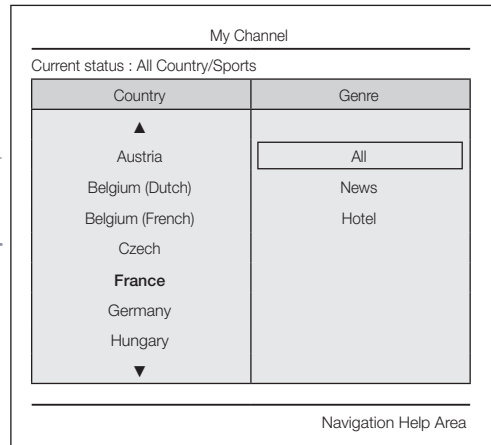 My Channel
Current status : All Country/Sports
Country Genre
▲
Austria All
Belgium (Dutch) News
Belgium (French) Hotel
Czech
France
Germany
Hungary
▼
Navigation Help Area